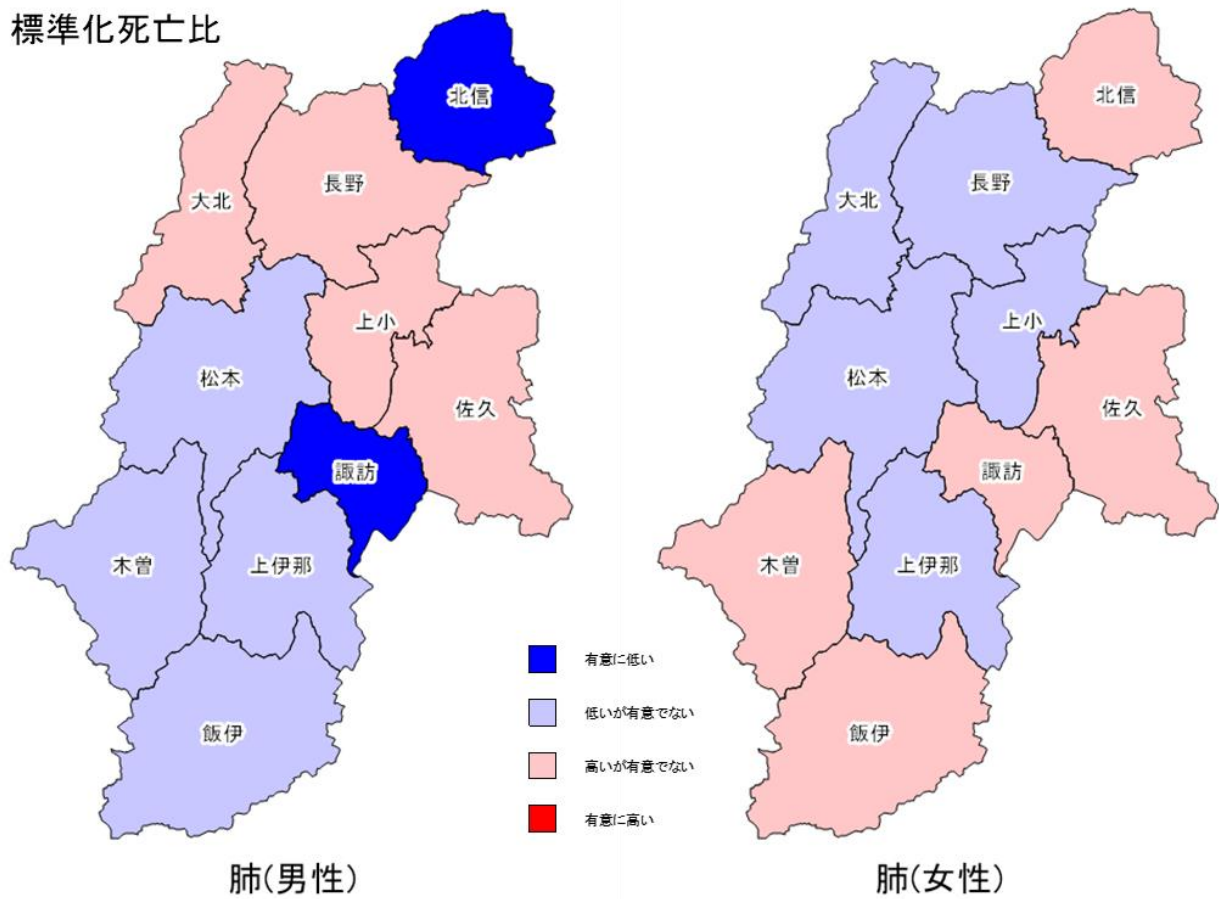 標準化死亡比
北信
長野
大北
上小
松本
佐久
諏訪
木曽
上伊那
飯伊
北信
長野
大北
上小
松本
佐久
諏訪
木曽
上伊那
飯伊
有意に低い
低いが有意でない
高いが有意でない
有意に高い
肺(男性)
肺(女性)